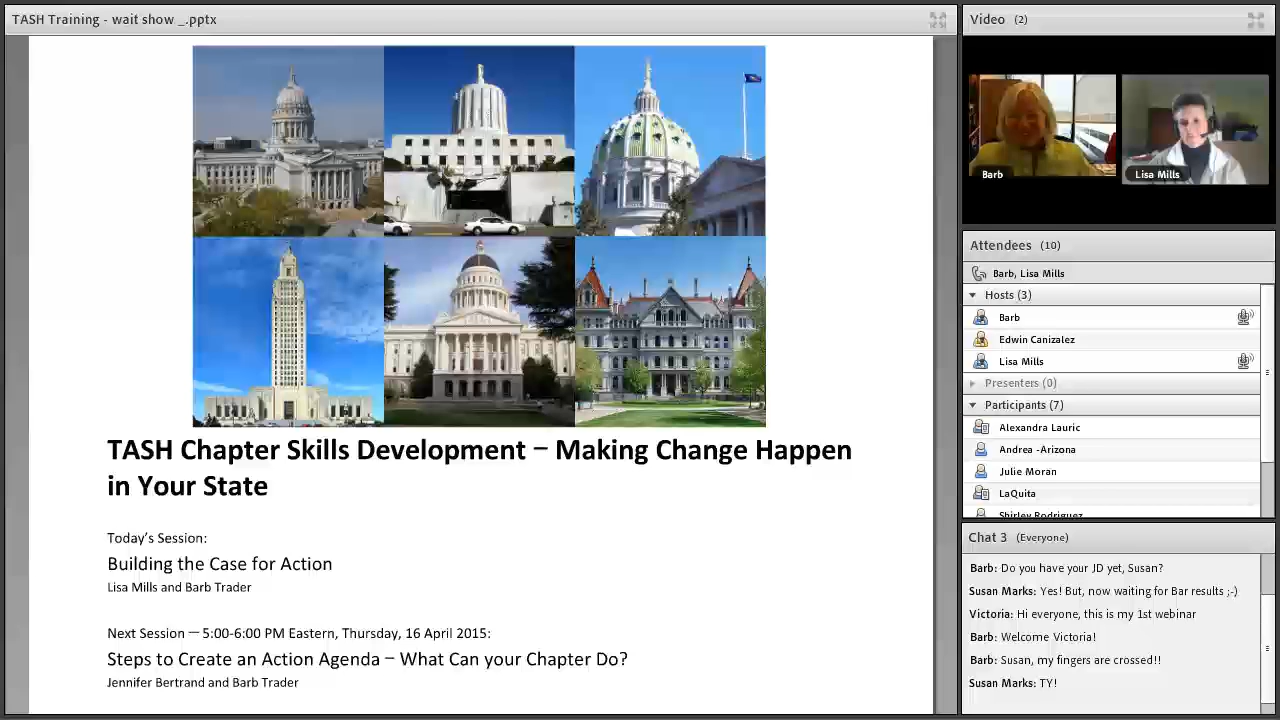 TASH Training - wait show _.pptx
TASH Chapter Skills Development – Making Change Happen
in Your State
Today's Session:
Building the Case for Action
Lisa Mills and Barb Trader
Next Session — 5:00-6:00 PM Eastern, Thursday, 16 April 2015:
Steps to Create an Action Agenda – What Can your Chapter Do?
Jennifer Bertrand and Barb Trader
Video (2)
Barb
Lisa Mills
Attendees (10)
Barb, Lisa Mills
Hosts (3)
Barb
Edwin Canizalez
Lisa Mills
Presenters (0)
Participants (7)
Alexandra Lauric
Andrea -Arizona
Julie Moran
LaQuita
Shirley Rodriguez
Chat 3 (Everyone)
Barb: Do you have your JD yet, Susan?
Susan Marks: Yes! But, now waiting for Bar results ;-)
Victoria: Hi everyone, this is my 1st webinar
Barb: Welcome Victoria!
Barb: Susan, my fingers are crossed!!
Susan Marks: TY!